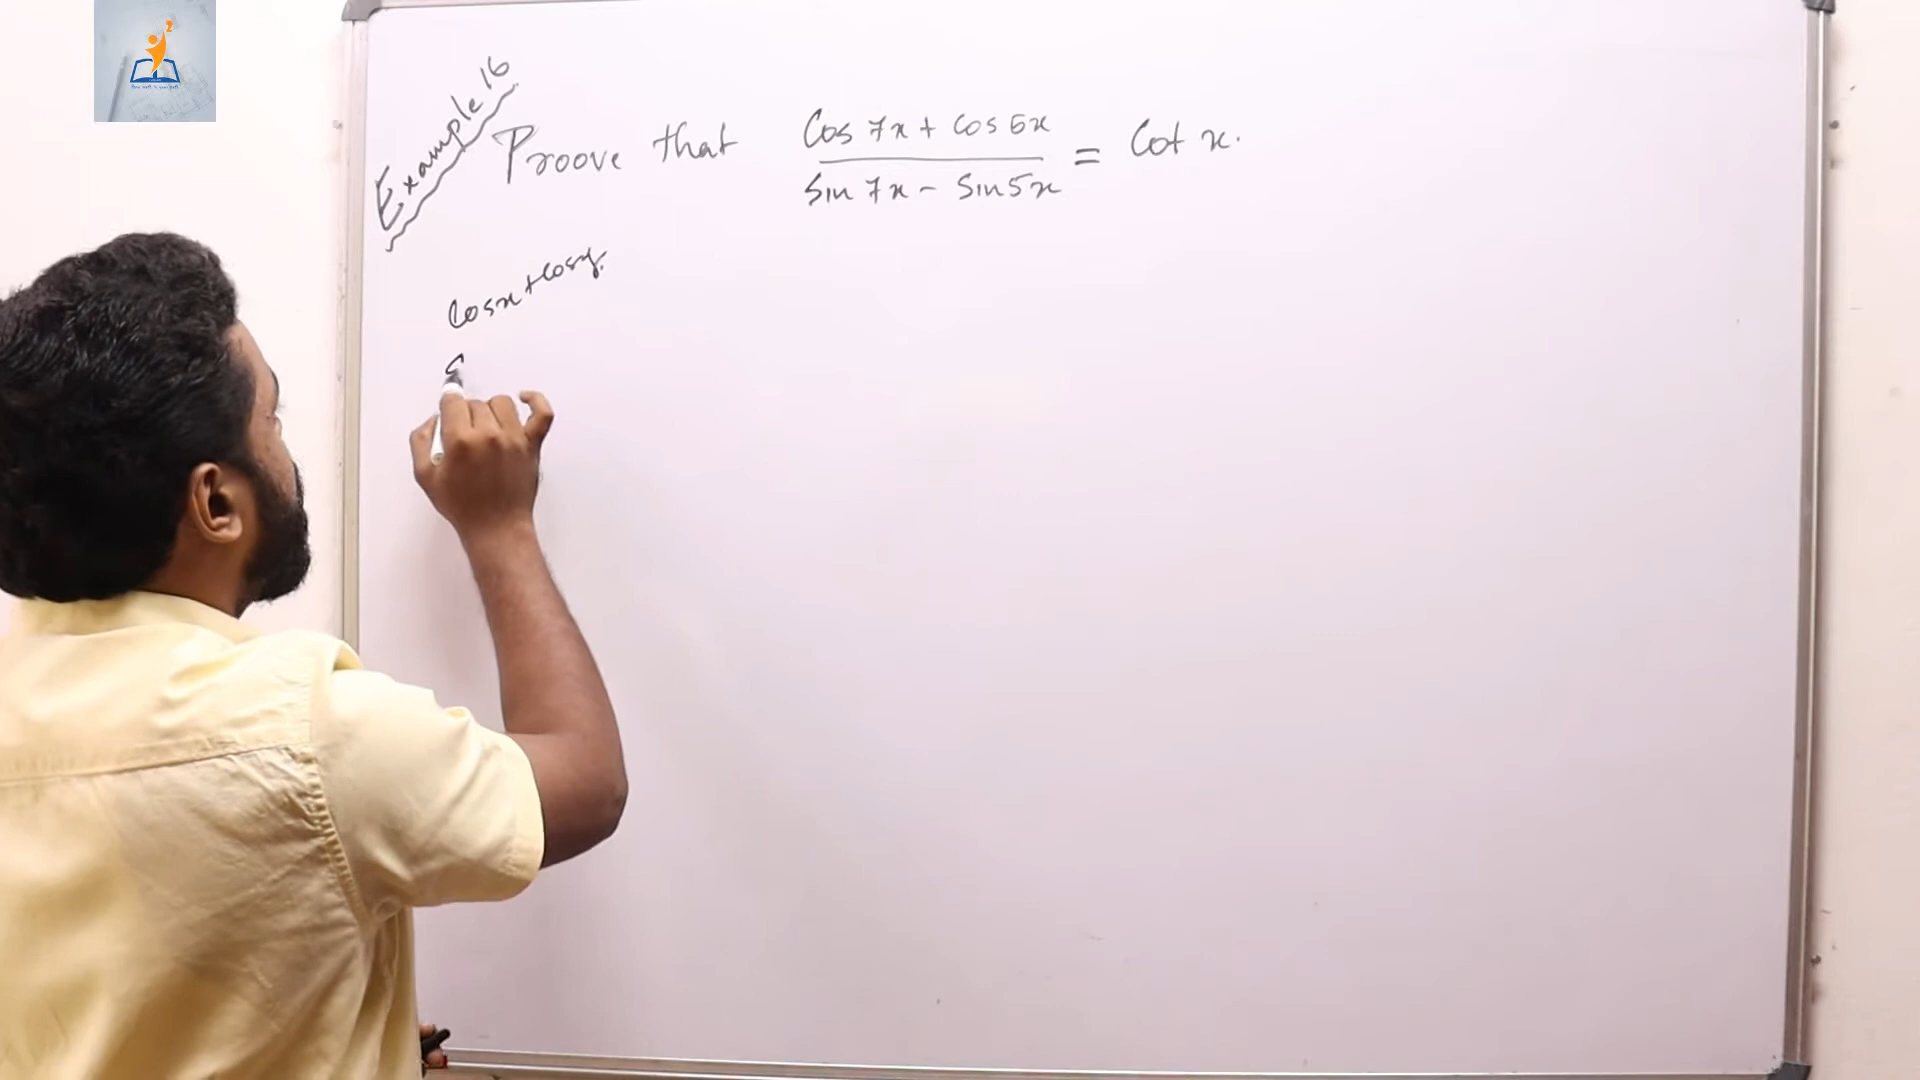 Example 16
Proove that cos 7x + cos 5x / sin 7x - sin 5x = cot x.
cosx + cosy.
s